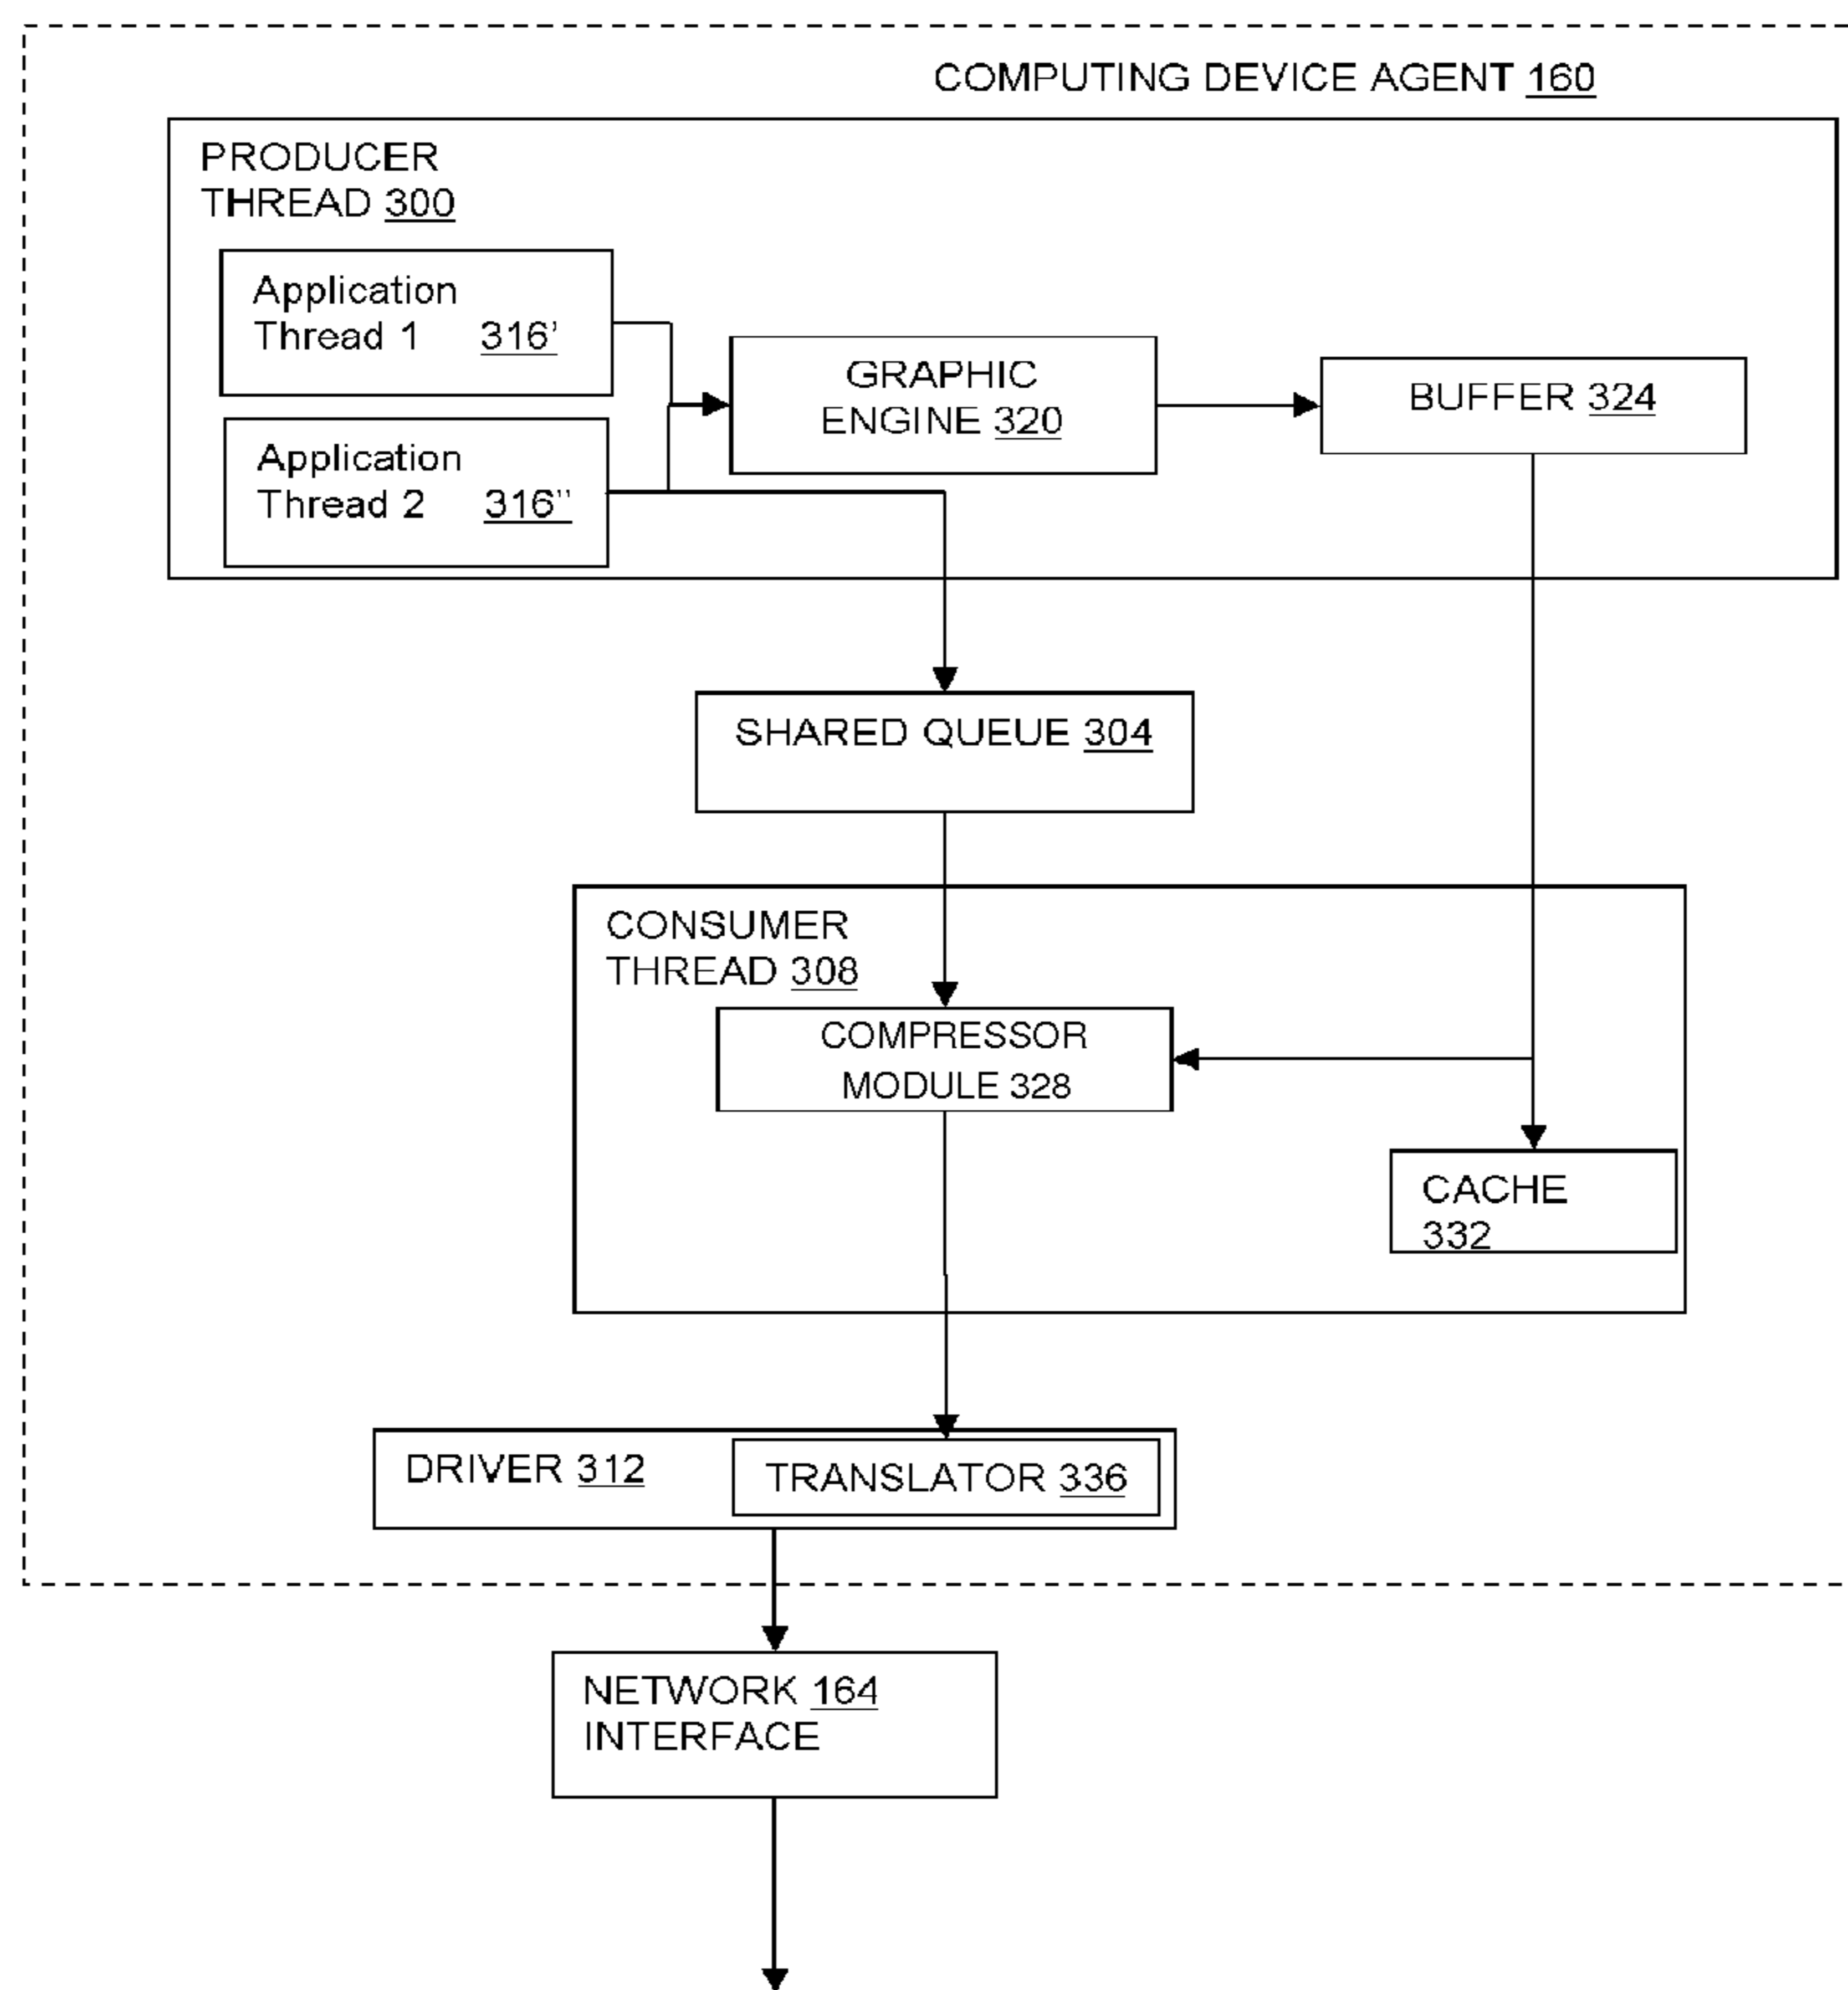 COMPUTING DEVICE AGENT 160
PRODUCER
THREAD 300
Application
Thread 1 316'
GRAPHIC
ENGINE 320
BUFFER 324
Application
Thread 2 316"
SHARED QUEUE 304
CONSUMER
THREAD 308
COMPRESSOR
MODULE 328
CACHE
332
DRIVER 312
TRANSLATOR 336
NETWORK 164
INTERFACE